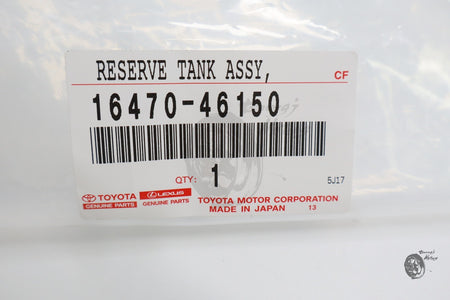 RESERVE TANK ASSY,
CF
16470-46150
QTY: 1
5J17
TOYOTA
GENUINE PARTS
LEXUS
GENUINE PARTS
TOYOTA MOTOR CORPORATION
MADE IN JAPAN 13